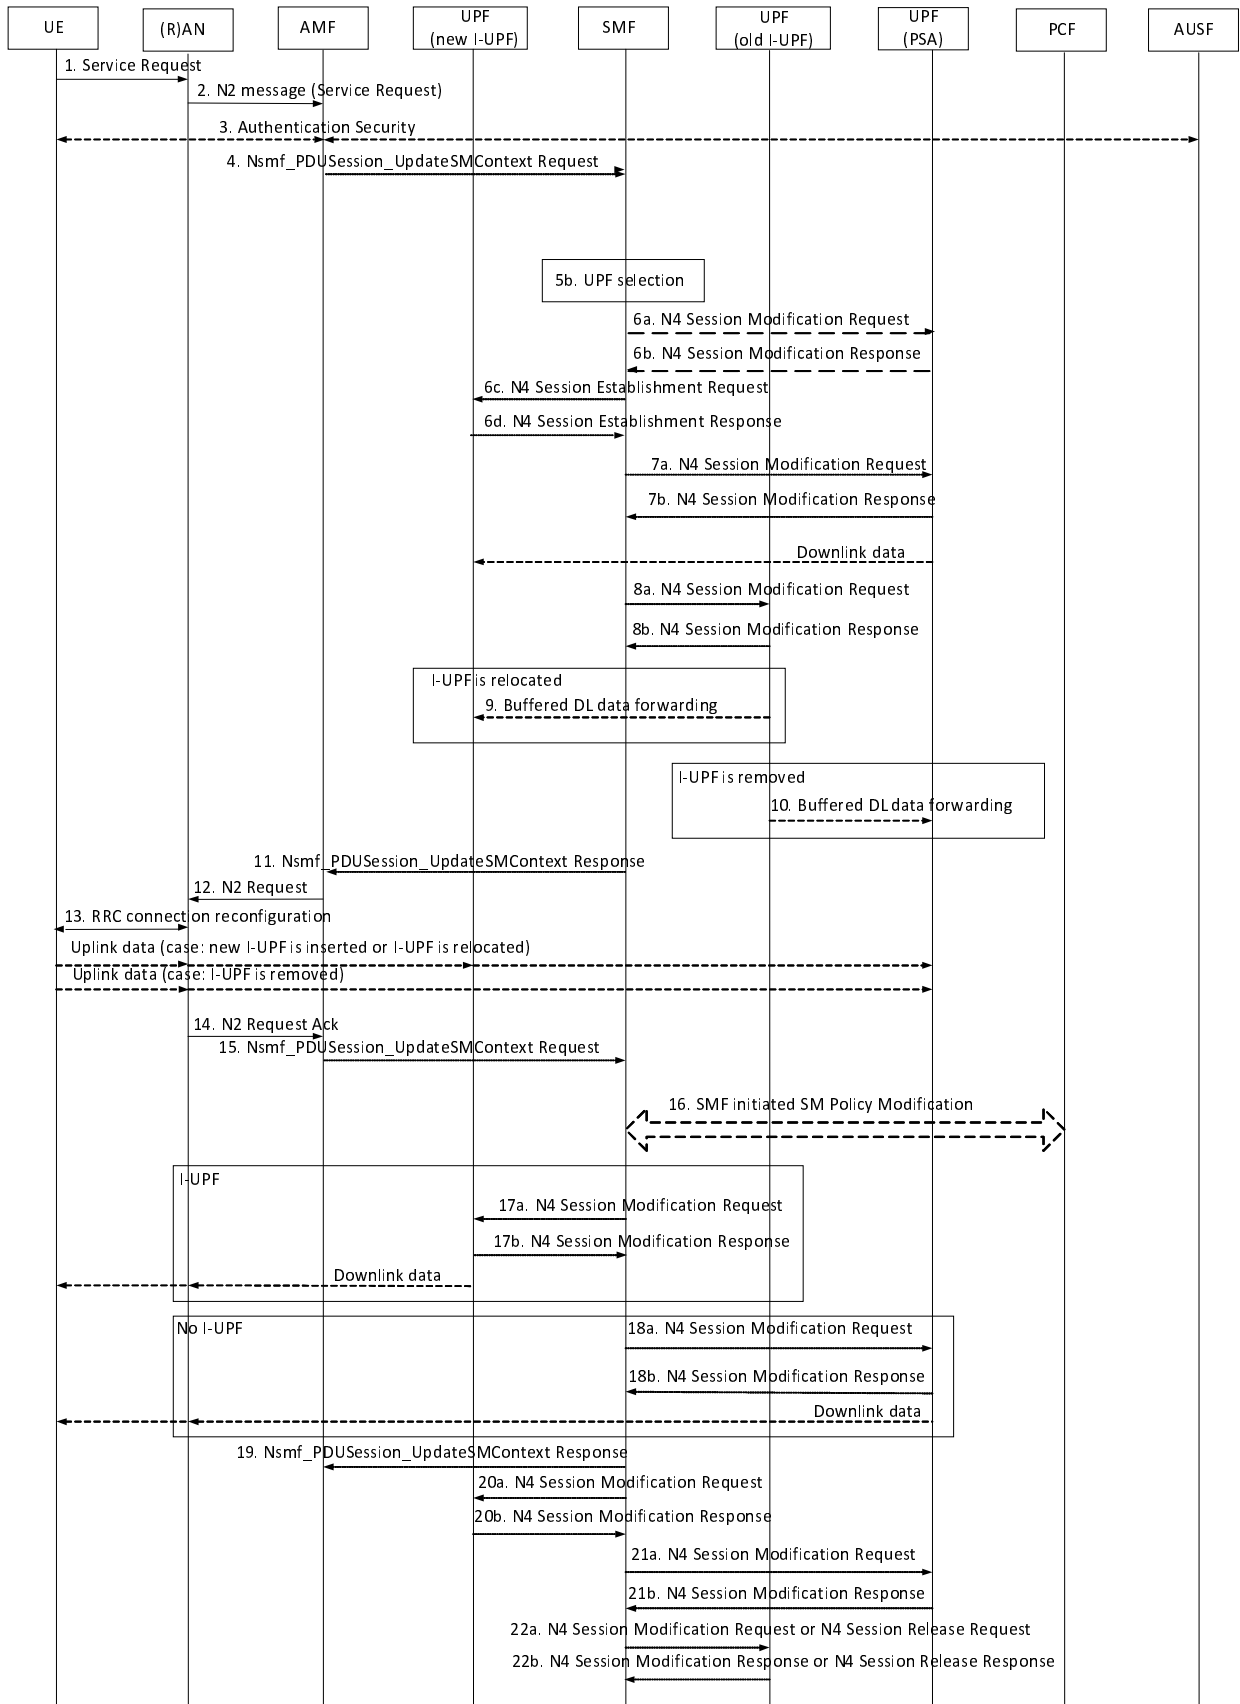 UE
(R)AN
AMF
UPF
(new I-UPF)
SMF
UPF
(old I-UPF)
UPF
(PSA)
PCF
AUSF
1. Service Request
2. N2 message (Service Request)
3. Authentication Security
4. Nsmf_PDUSession_UpdateSMContext Request
5b. UPF selection
6a. N4 Session Modification Request
6b. N4 Session Modification Response
6c. N4 Session Establishment Request
6d. N4 Session Establishment Response
7a. N4 Session Modification Request
7b. N4 Session Modification Response
Downlink data
8a. N4 Session Modification Request
8b. N4 Session Modification Response
I-UPF is relocated
9. Buffered DL data forwarding
I-UPF is removed
10. Buffered DL data forwarding
11. Nsmf_PDUSession_UpdateSMContext Response
12. N2 Request
13. RRC connection reconfiguration
Uplink data (case: new I-UPF is inserted or I-UPF is relocated)
Uplink data (case: I-UPF is removed)
14. N2 Request Ack
15. Nsmf_PDUSession_UpdateSMContext Request
16. SMF initiated SM Policy Modification
I-UPF
17a. N4 Session Modification Request
17b. N4 Session Modification Response
Downlink data
No I-UPF
18a. N4 Session Modification Request
18b. N4 Session Modification Response
Downlink data
19. Nsmf_PDUSession_UpdateSMContext Response
20a. N4 Session Modification Request
20b. N4 Session Modification Response
21a. N4 Session Modification Request
21b. N4 Session Modification Response
22a. N4 Session Modification Request or N4 Session Release Request
22b. N4 Session Modification Response or N4 Session Release Response